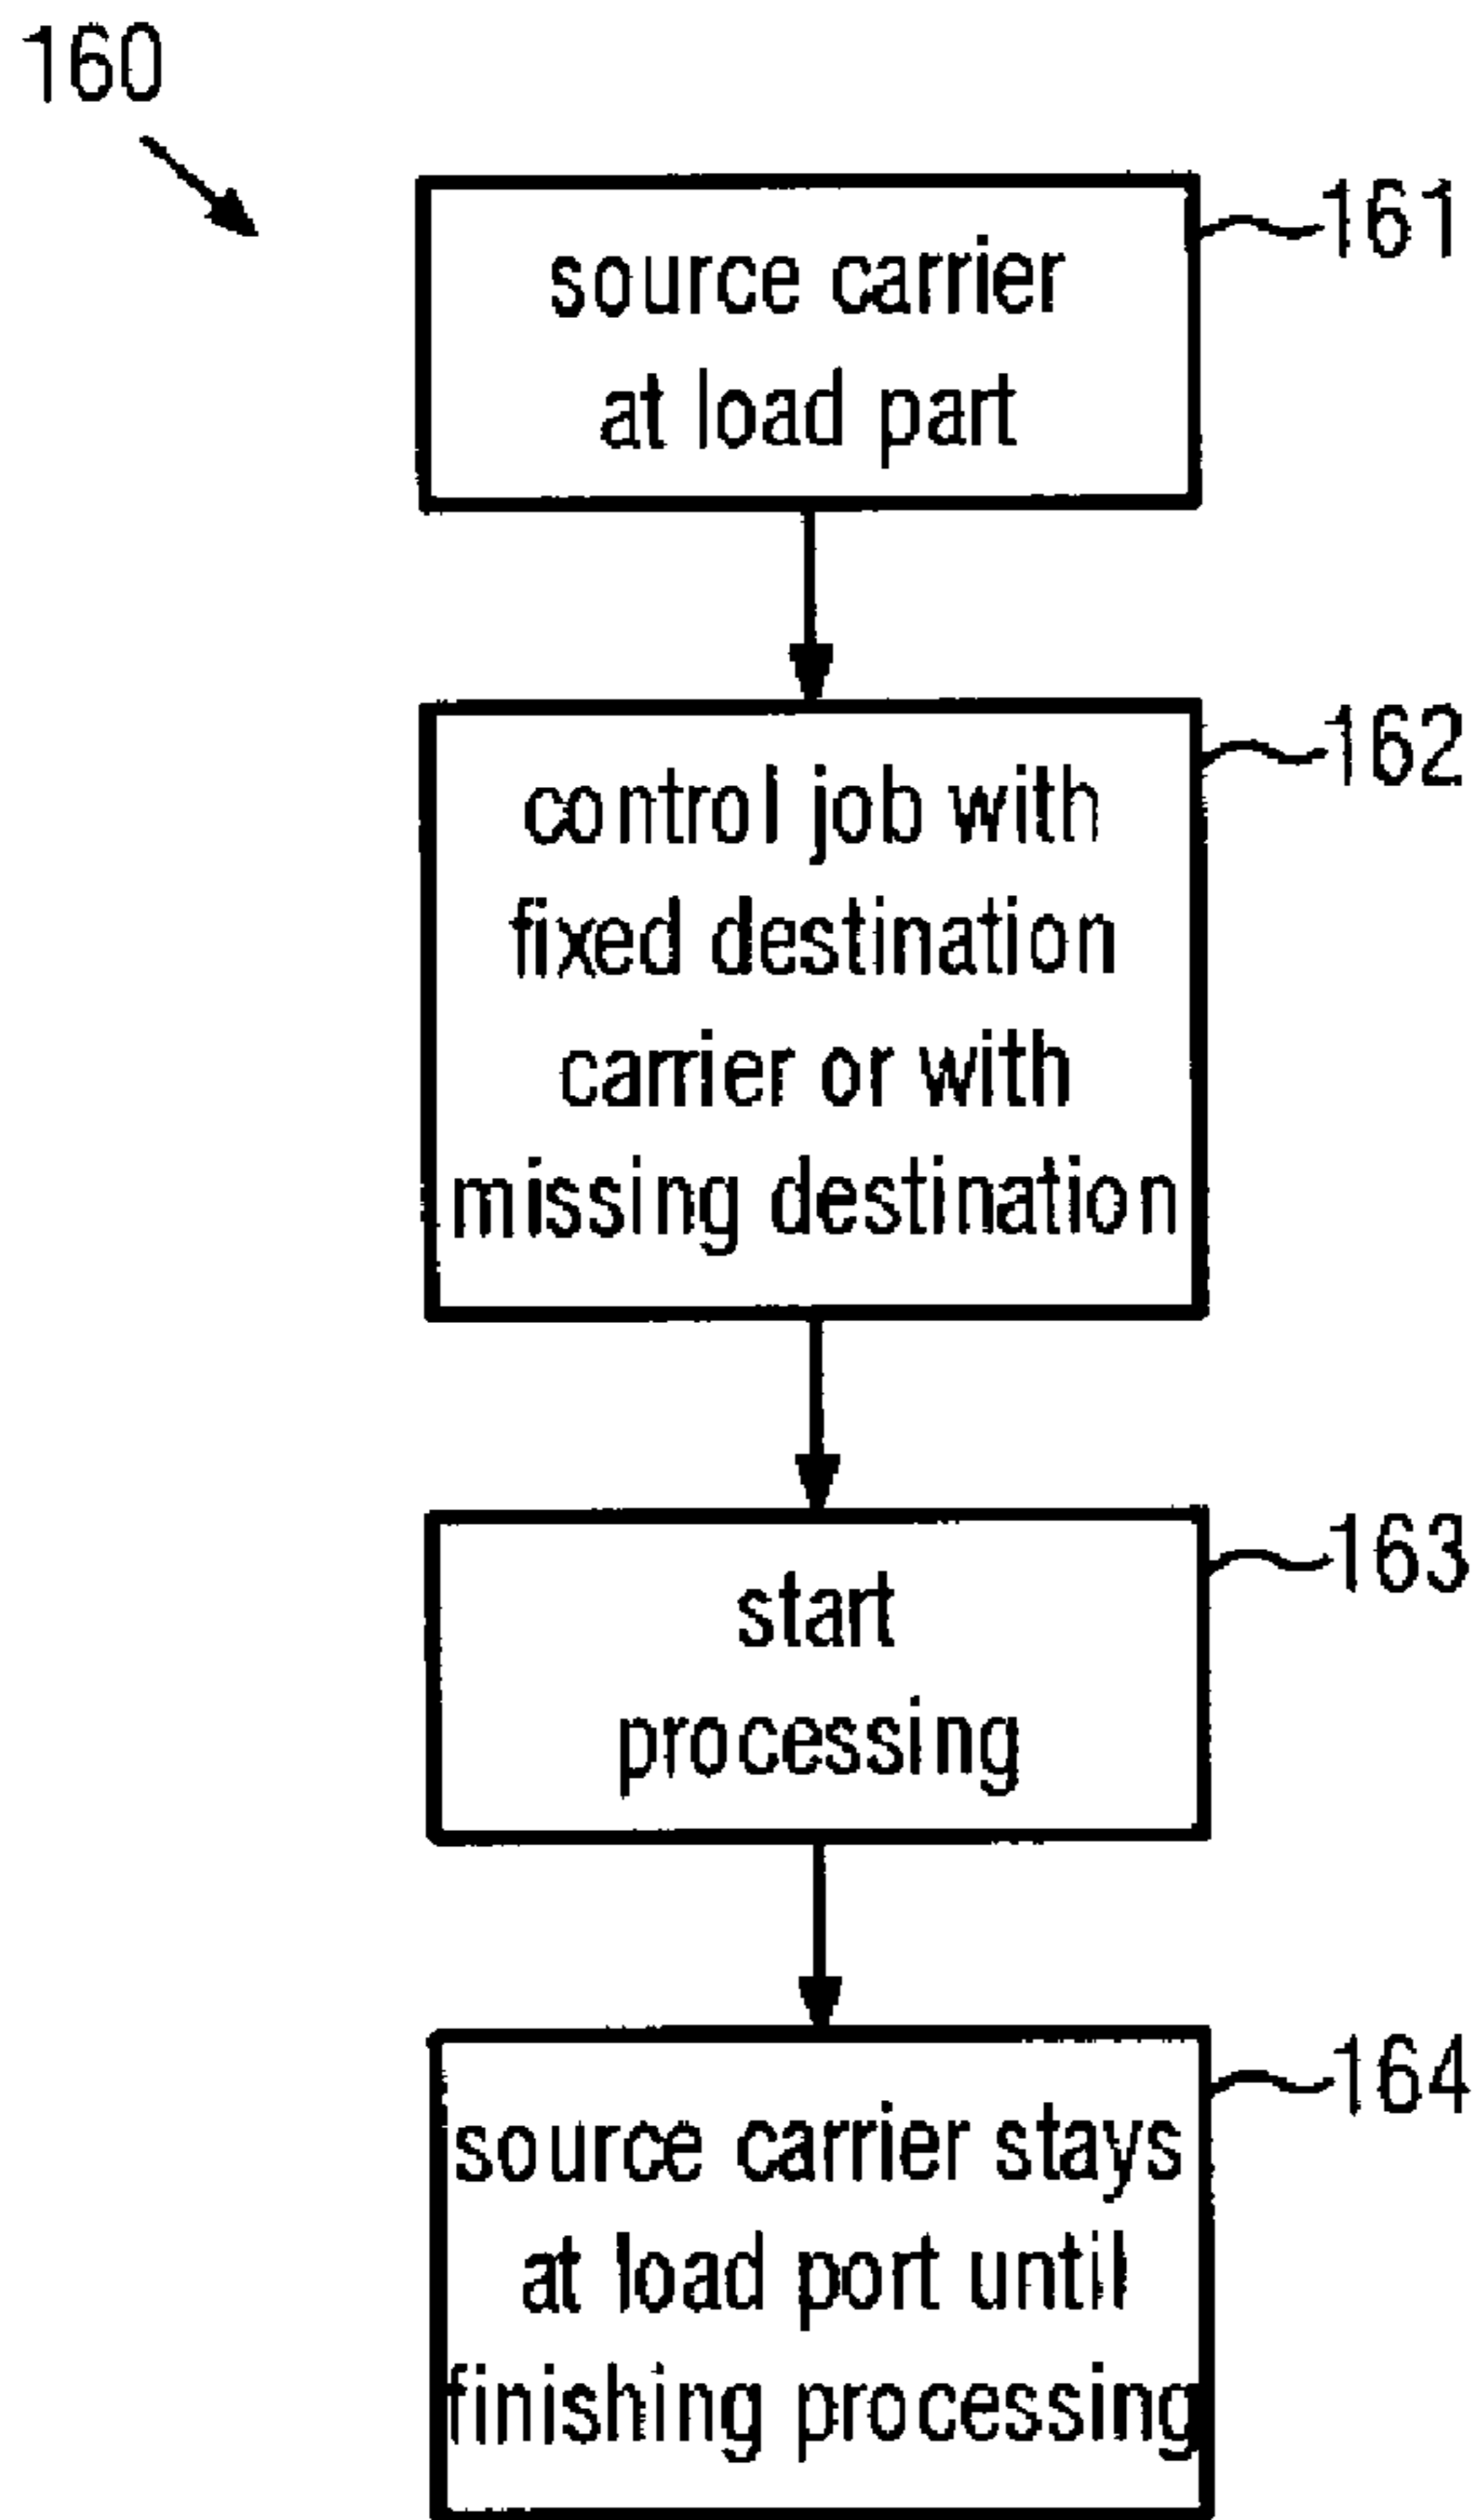 160
source carrier
161
at load part
control job with
162
fixed destination
carrier or with
missing destination
start
163
processing
sourse carrier stays
164
at load port until
finishing processing